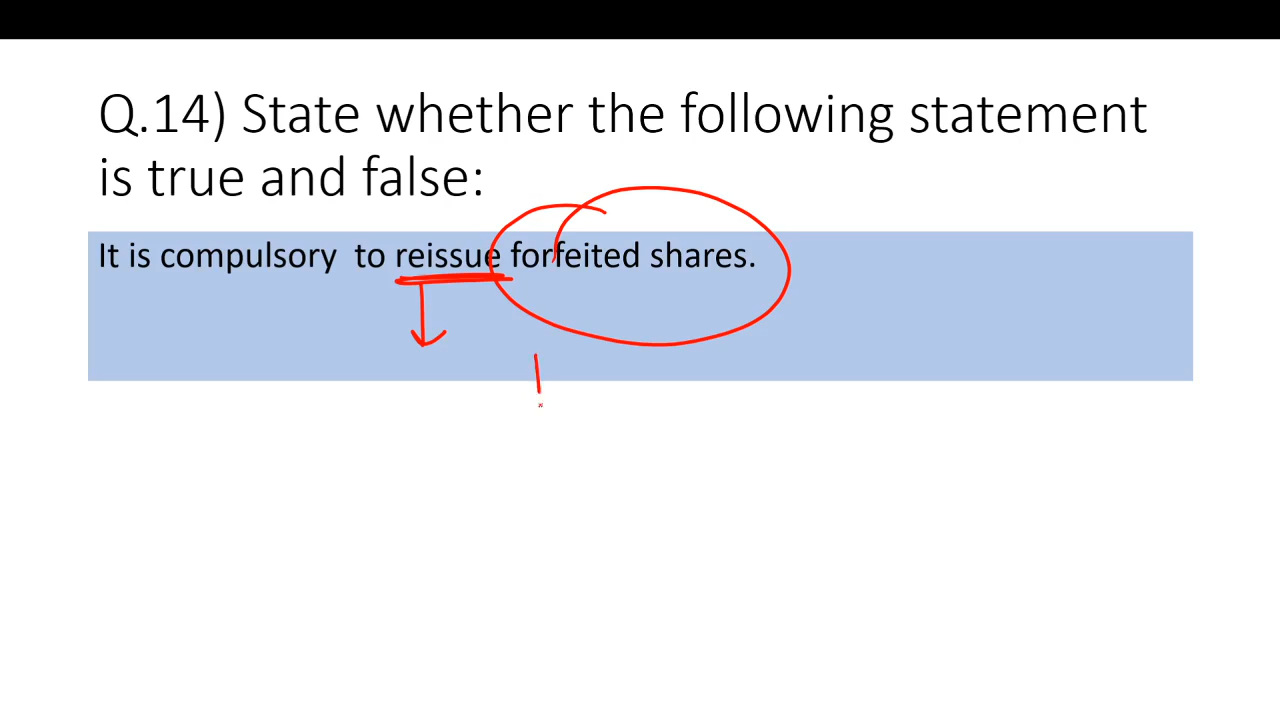 Q.14) State whether the following statement
is true and false:
It is compulsory  to reissue forfeited shares.